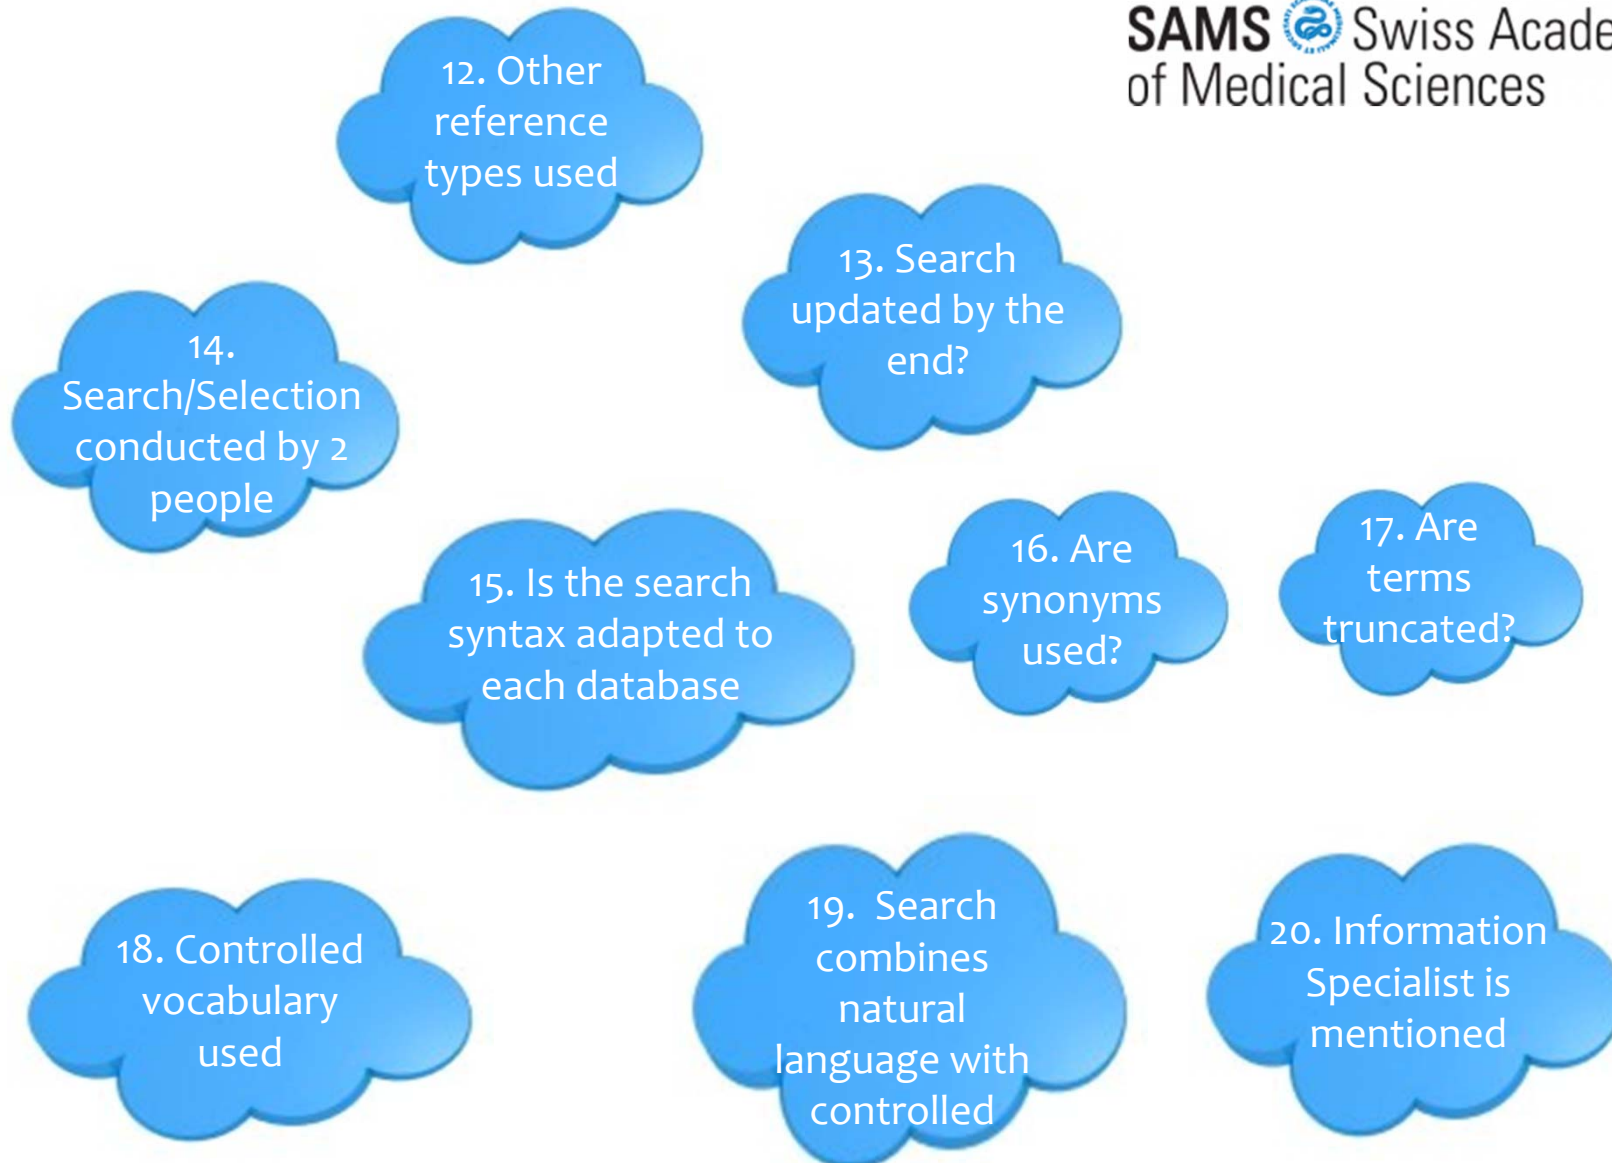 SAMS Swiss Acade
of Medical Sciences
12. Other
reference
types used
13. Search
updated by the
end?
14.
Search/Selection
conducted by 2
people
15. Is the search
syntax adapted to
each database
16. Are
synonyms
used?
17. Are
terms
truncated?
18. Controlled
vocabulary
used
19. Search
combines
natural
language with
controlled
20. Information
Specialist is
mentioned